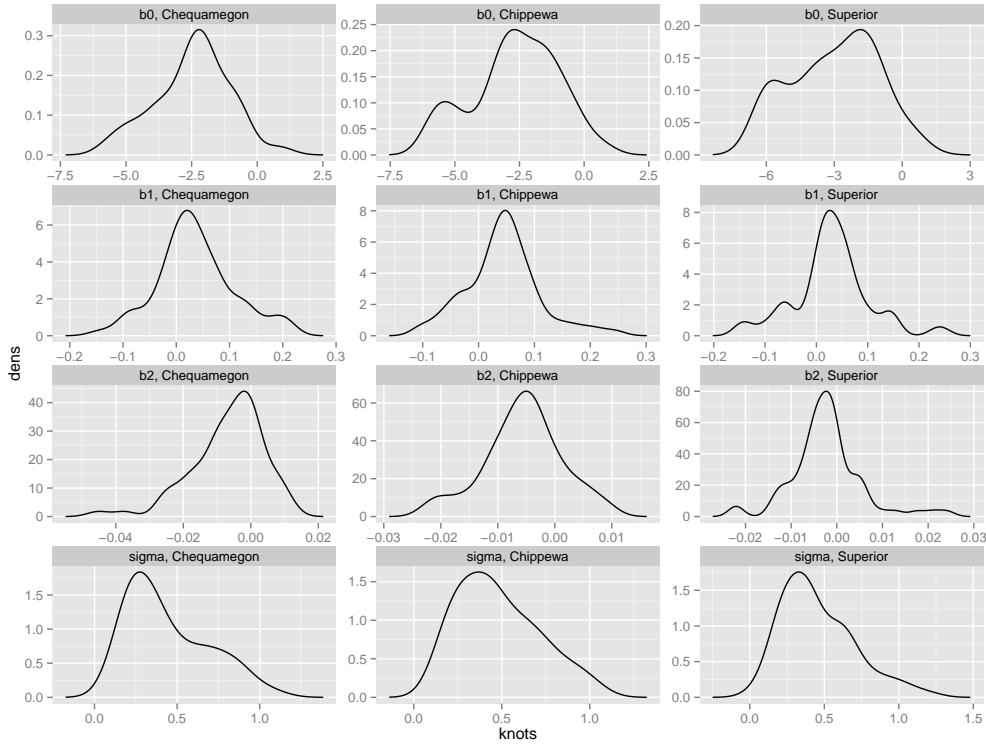 b0, Chequamegon
b0, Chippewa
b0, Superior
0.3
0.2
0.1
0.0
0.25
0.20
0.15
0.10
0.05
0.00
0.20
0.15
0.10
0.05
0.00
−7.5 −5.0 −2.5 0.0 2.5
−7.5 −5.0 −2.5 0.0 2.5
−6 −3 0 3
b1, Chequamegon
b1, Chippewa
b1, Superior
6
4
2
0
8
6
4
2
0
8
6
4
2
0
−0.2 −0.1 0.0 0.1 0.2 0.3
−0.1 0.0 0.1 0.2 0.3
−0.2 −0.1 0.0 0.1 0.2 0.3
dens
b2, Chequamegon
b2, Chippewa
b2, Superior
40
30
20
10
0
60
40
20
0
80
60
40
20
0
−0.04 −0.02 0.00 0.02
−0.03 −0.02 −0.01 0.00 0.01
−0.02 −0.01 0.00 0.01 0.02 0.03
sigma, Chequamegon
sigma, Chippewa
sigma, Superior
1.5
1.0
0.5
0.0
1.5
1.0
0.5
0.0
1.5
1.0
0.5
0.0
0.0 0.5 1.0
0.0 0.5 1.0
0.0 0.5 1.0 1.5
knots